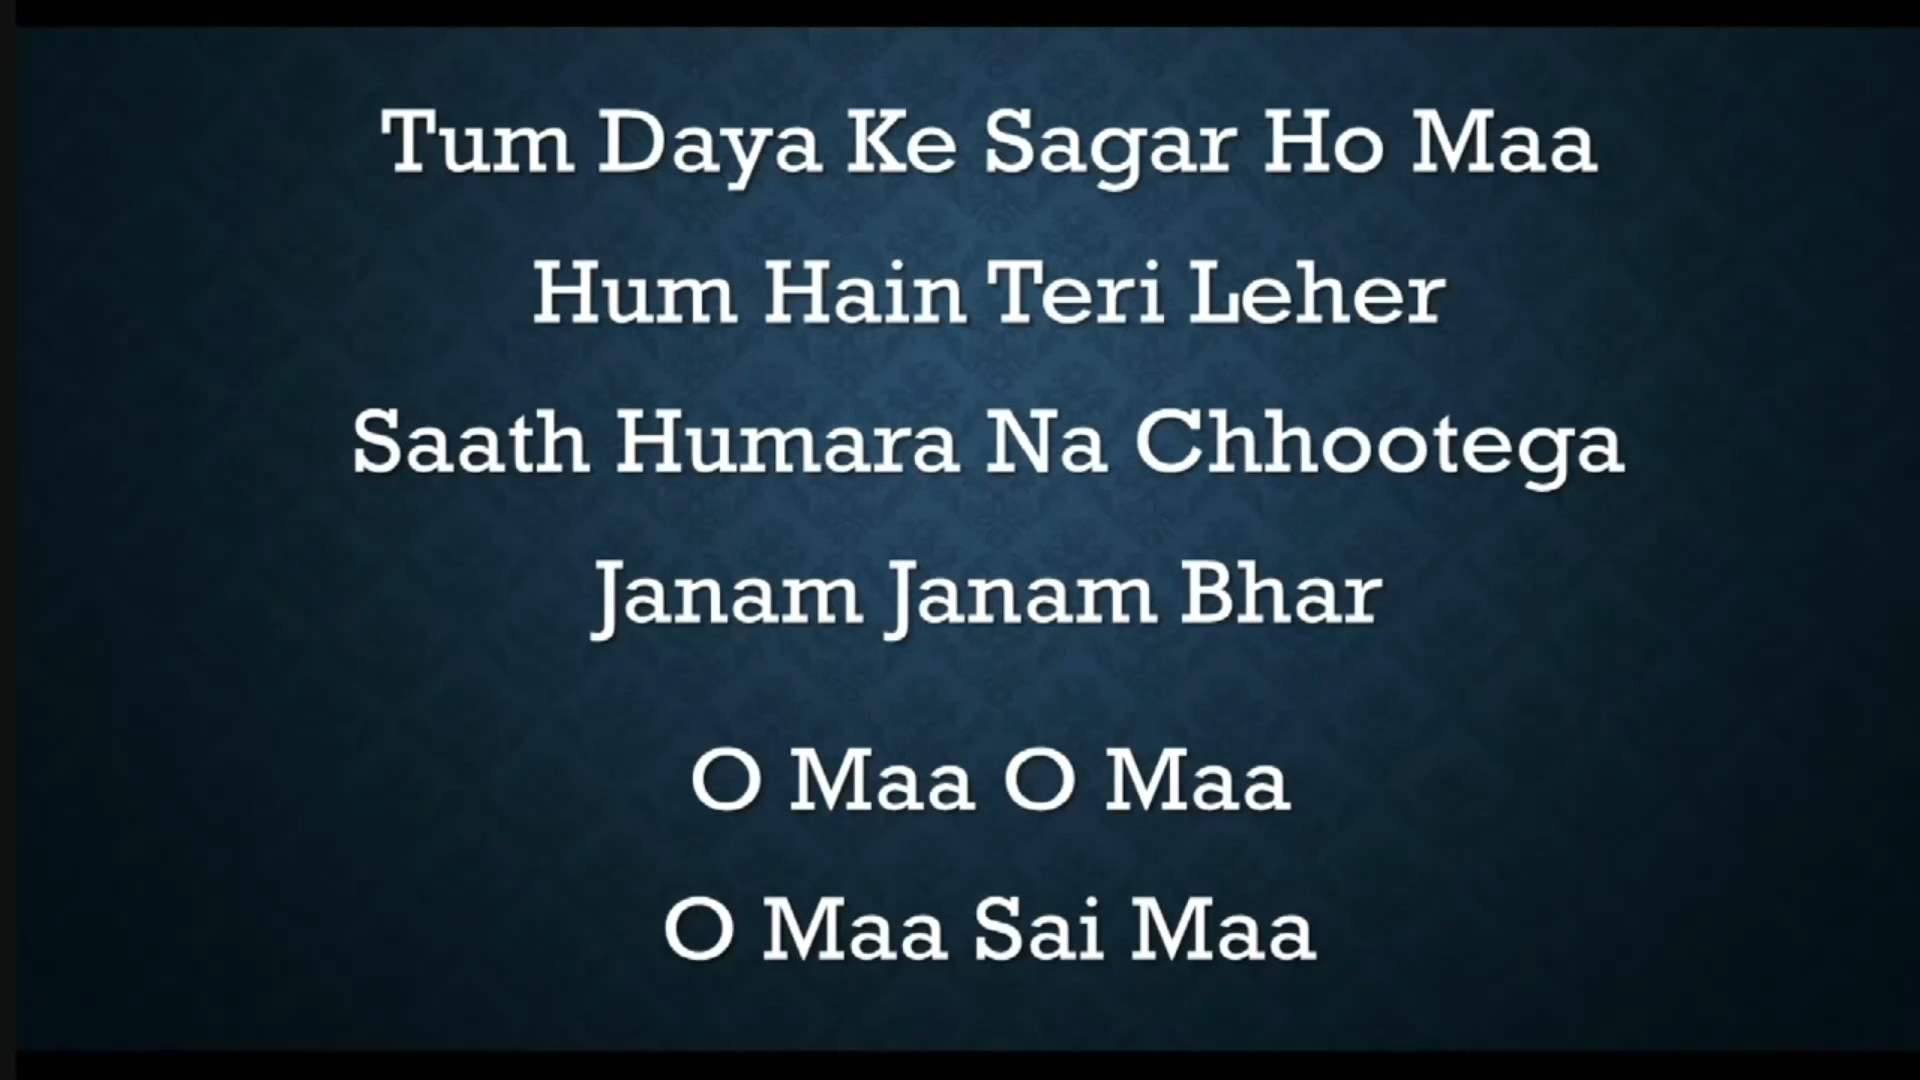 Tum Daya Ke Sagar Ho Maa
Hum Hain Teri Leher
Saath Humara Na Chhootega
Janam Janam Bhar
O Maa O Maa
O Maa Sai Maa